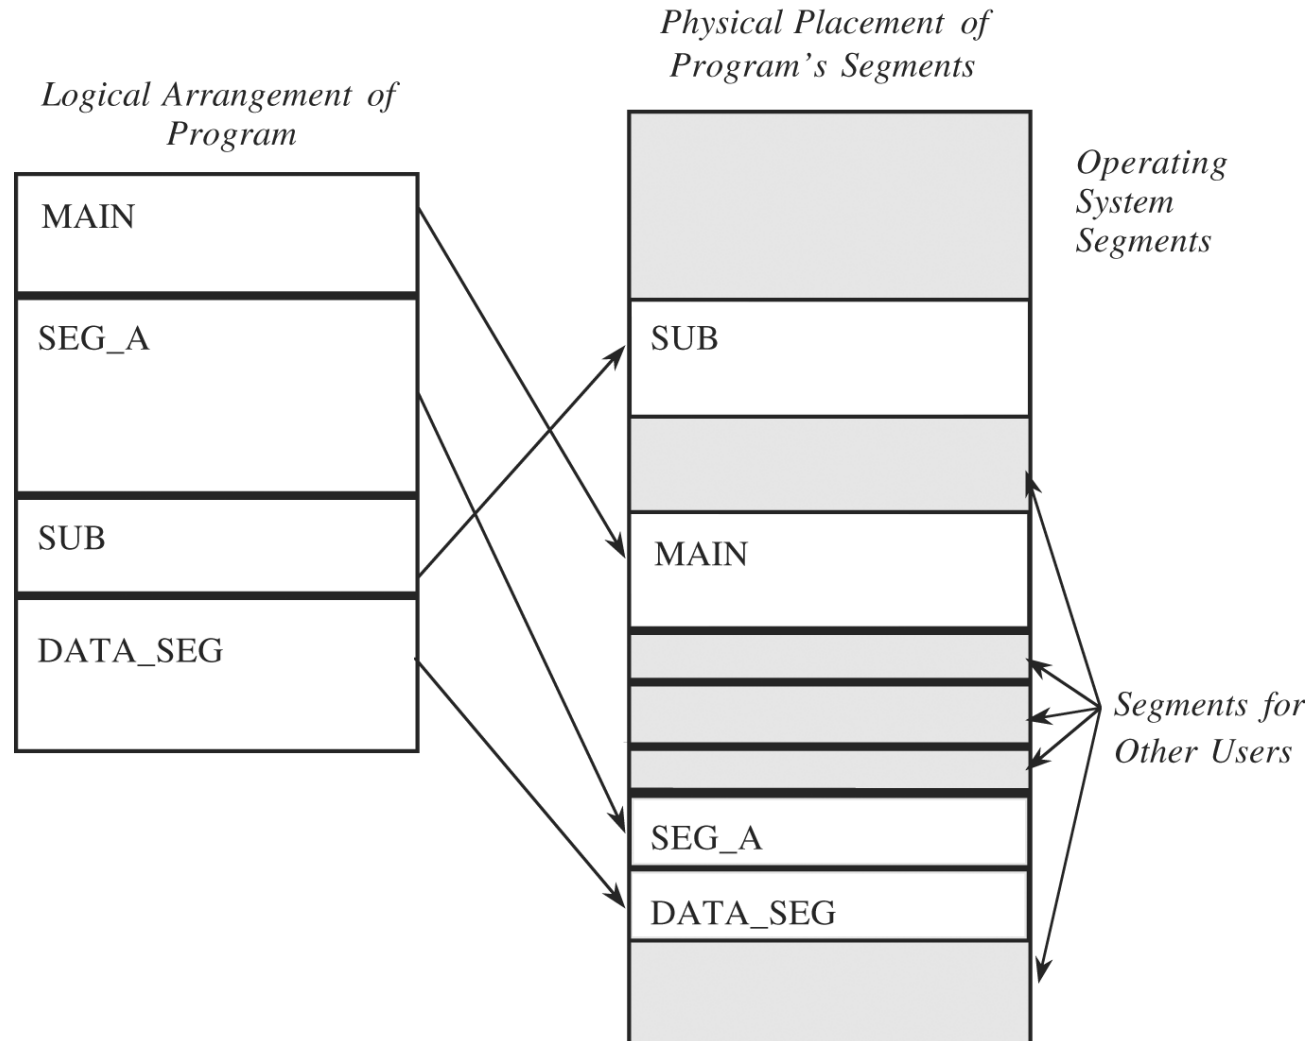 Logical Arrangement of
Program
MAIN
SEG_A
SUB
DATA_SEG
Physical Placement of
Program's Segments
SUB
MAIN
SEG_A
DATA_SEG
Operating
System
Segments
Segments for
Other Users